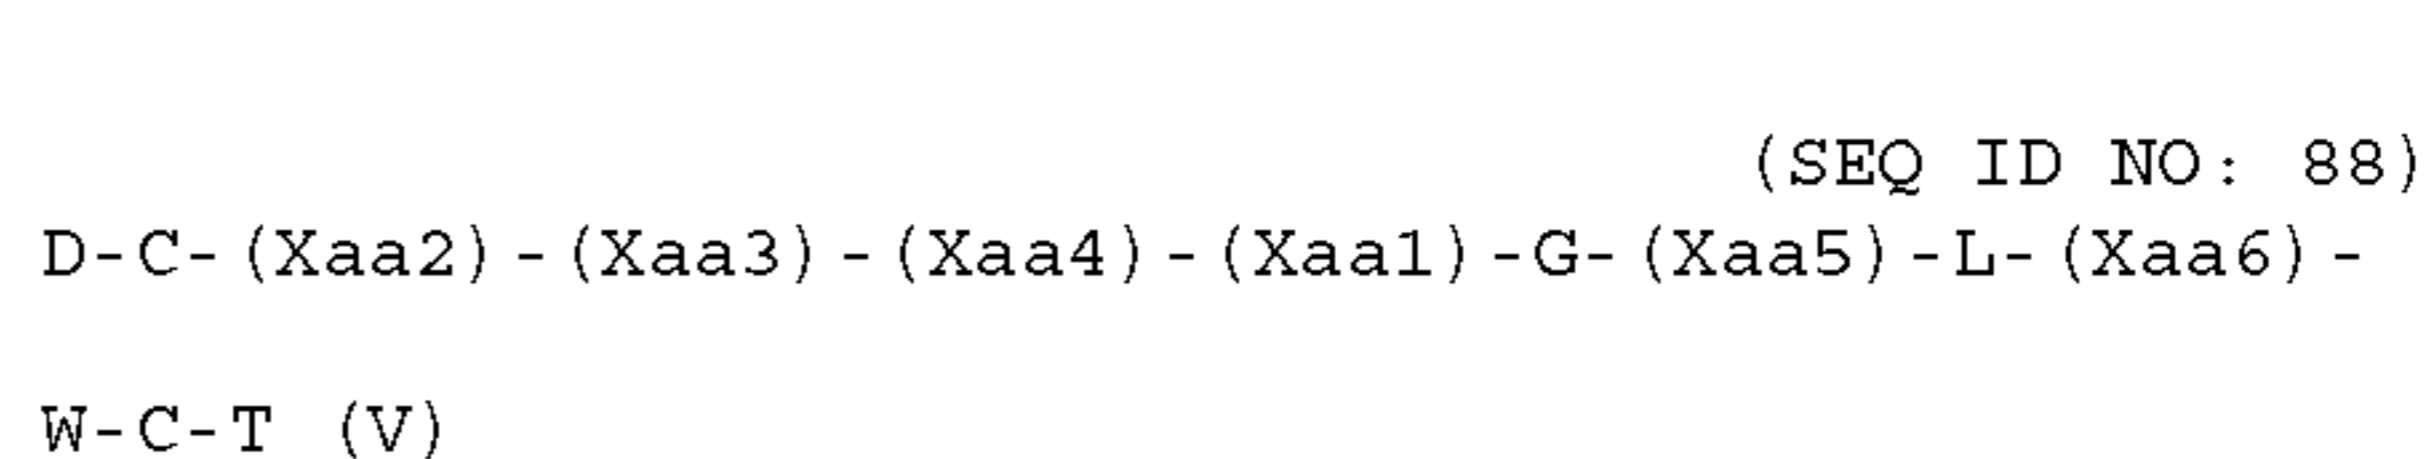 (SEQ ID NO: 88)
D-C-(Xaa2)-(Xaa3)-(Xaa4)-(Xaa1)-G-(Xaa5)-L-(Xaa6)-
W-C-T (V)